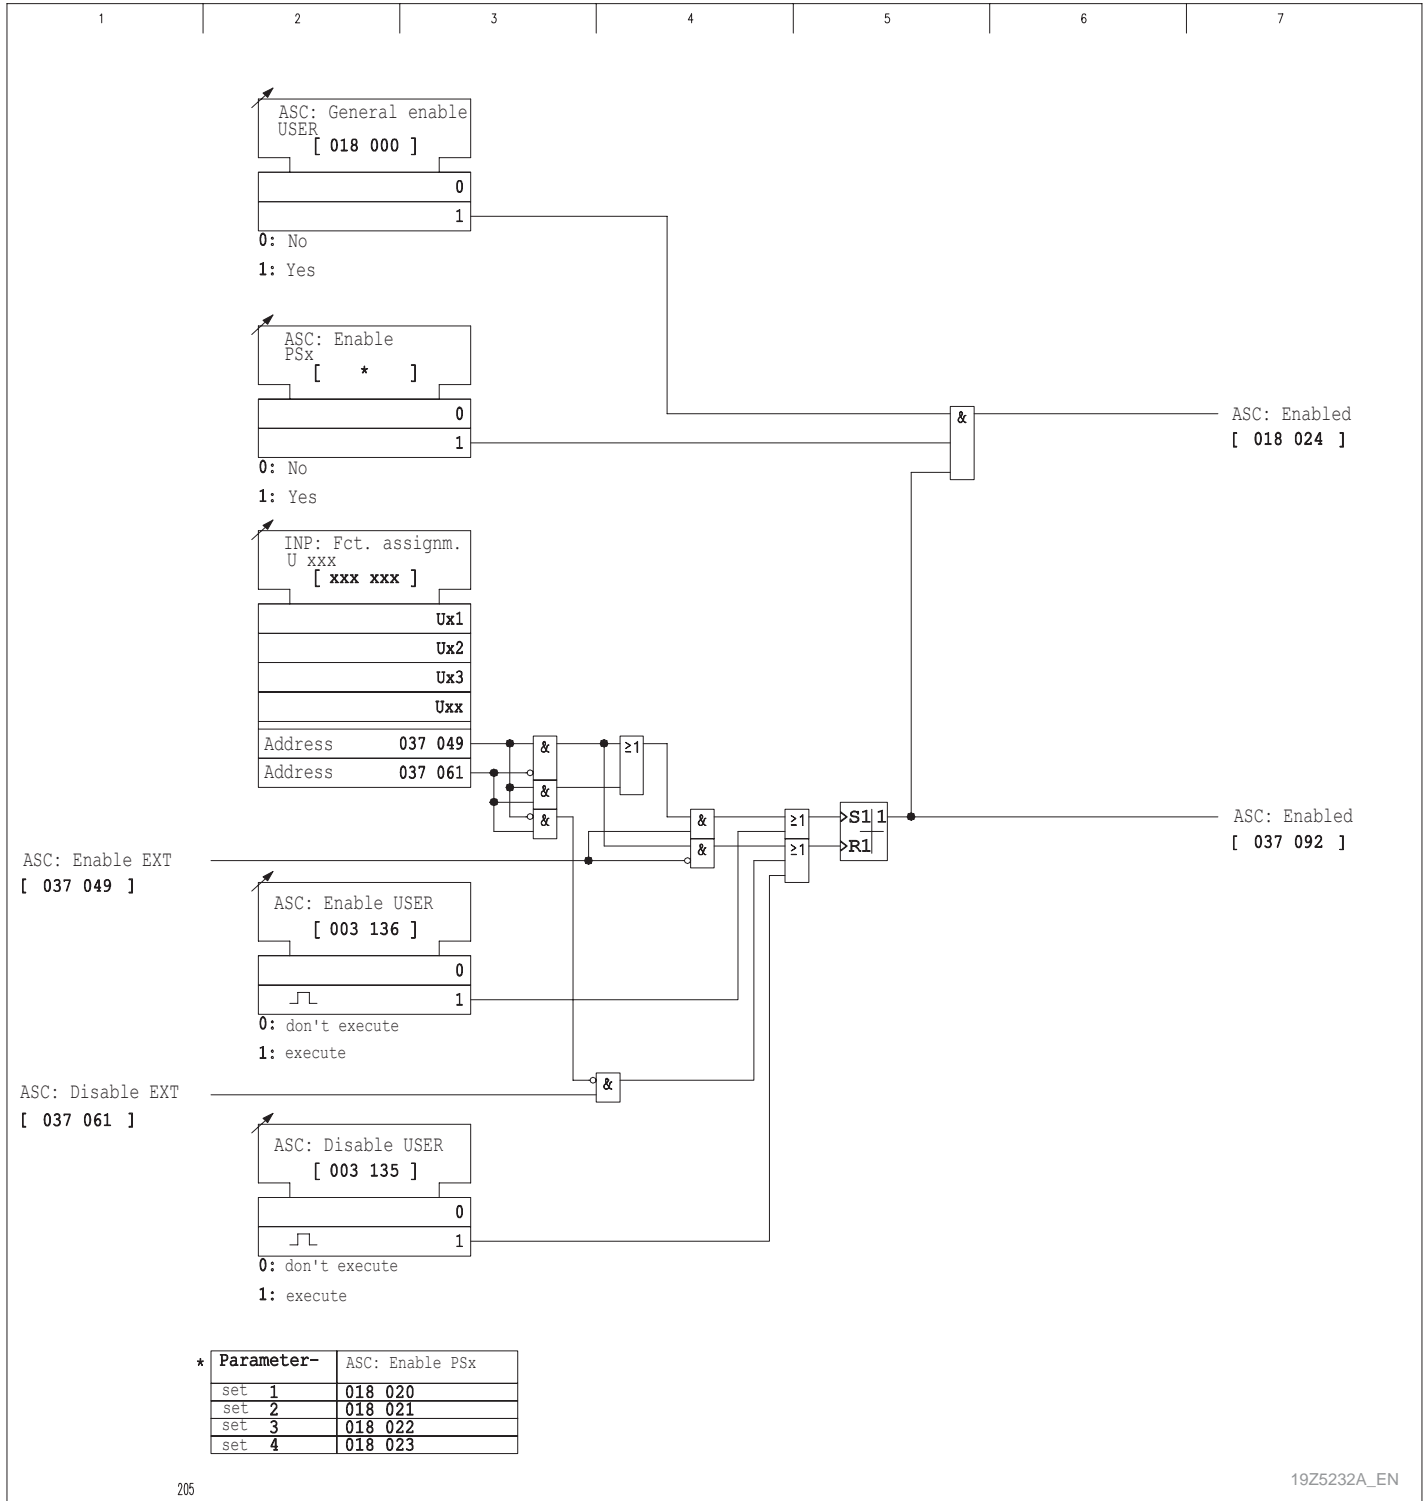 1 2 3 4 5 6 7
ASC: General enable
USER
[ 018 000 ]
0
1
0: No
1: Yes
ASC: Enable
PSx
[ * ]
0
1
0: No
1: Yes
&
ASC: Enabled
[ 018 024 ]
INP: Fct. assignm.
U xxx
[ xxx xxx ]
Ux1
Ux2
Ux3
Uxx
Address 037 049
Address 037 061
&
&
&
≥1
&
&
≥1
≥1
S1 1
R1
ASC: Enabled
[ 037 092 ]
ASC: Enable EXT
[ 037 049 ]
ASC: Enable USER
[ 003 136 ]
0
1
0: don't execute
1: execute
ASC: Disable EXT
[ 037 061 ]
&
ASC: Disable USER
[ 003 135 ]
0
1
0: don't execute
1: execute
* Parameter- ASC: Enable PSx
set 1 018 020
set 2 018 021
set 3 018 022
set 4 018 023
205
19Z5232A_EN